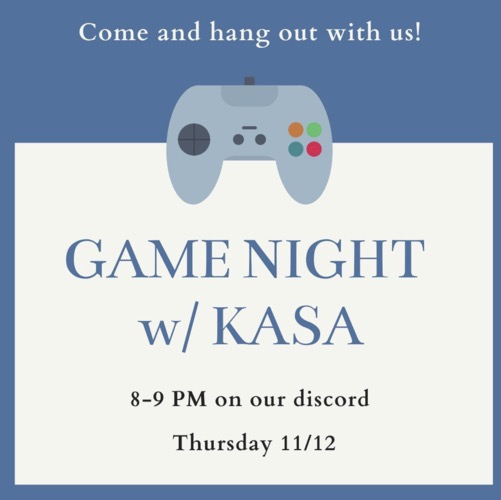 Come and hang out with us!
GAME NIGHT
w/ KASA
8-9 PM on our discord
Thursday 11/12